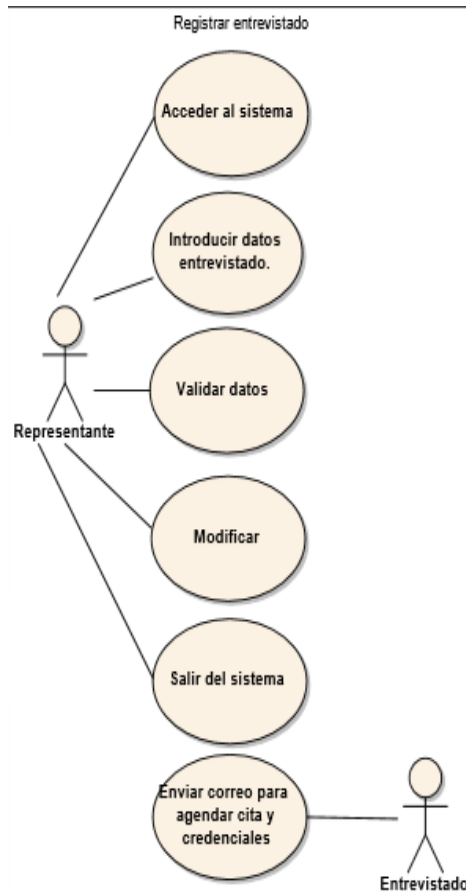 Registrar entrevistado
Acceder al sistema
Introducir datos
entrevistado.
Validar datos
Representante
Modificar
Salir del sistema
Enviar correo para
agendar cita y
credenciales
Entrevistado